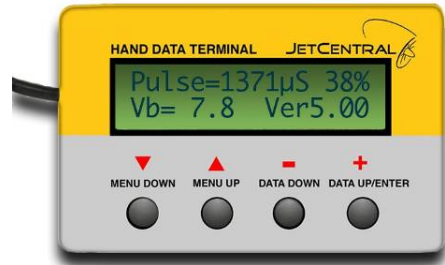 HAND DATA TERMINAL JETCENTRAL
Pulse=1371µS 38%
Vb= 7.8 Ver5.00
MENU DOWN MENU UP DATA DOWN DATA UP/ENTER